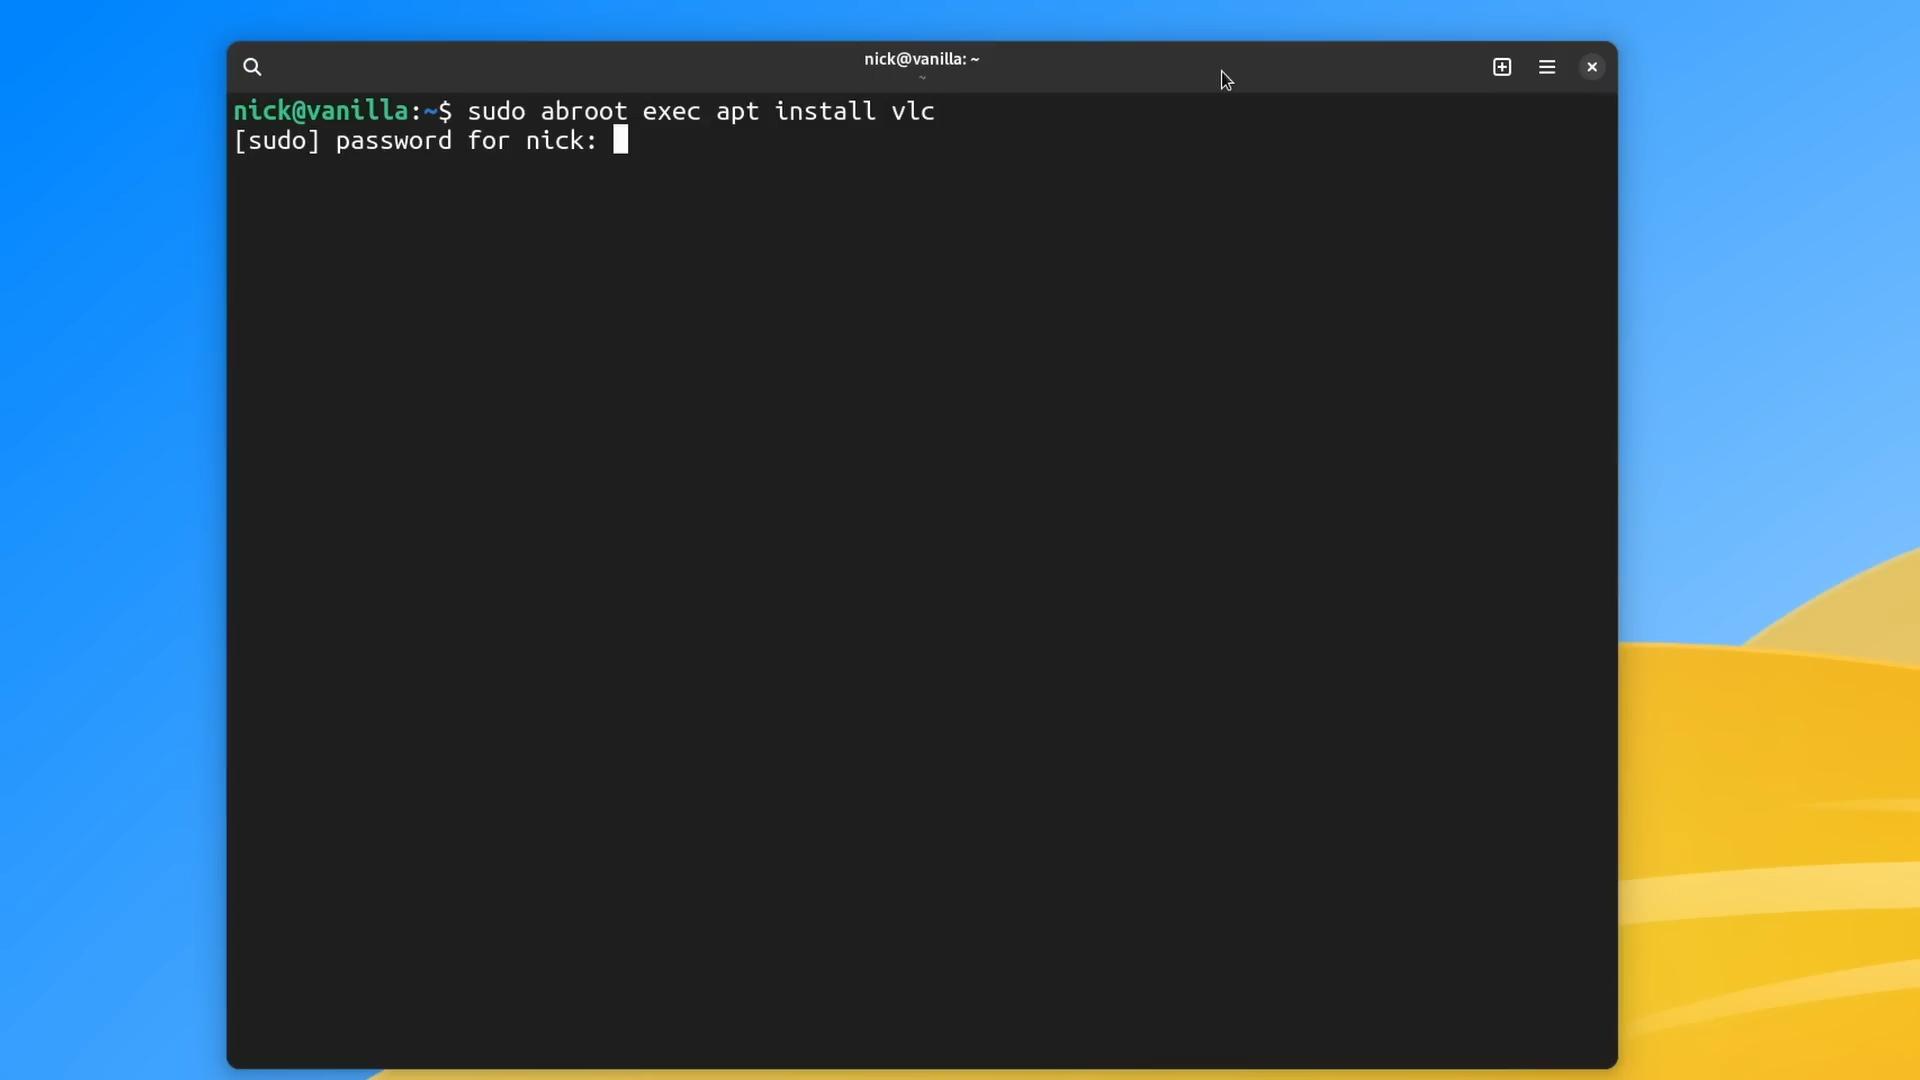 nick@vanilla: ~
~
nick@vanilla:~$ sudo abroot exec apt install vlc
[sudo] password for nick: